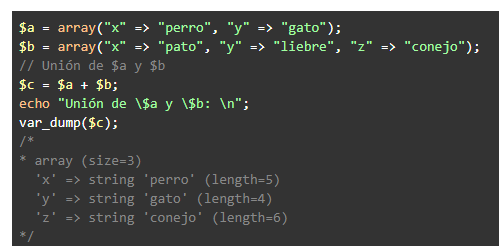 $a = array("x" => "perro", "y" => "gato");
$b = array("x" => "pato", "y" => "liebre", "z" => "conejo");
// Unión de $a y $b
$c = $a + $b;
echo "Unión de \$a y \$b: \n";
var_dump($c);
/*
* array (size=3)
  'x' => string 'perro' (length=5)
  'y' => string 'gato' (length=4)
  'z' => string 'conejo' (length=6)
*/